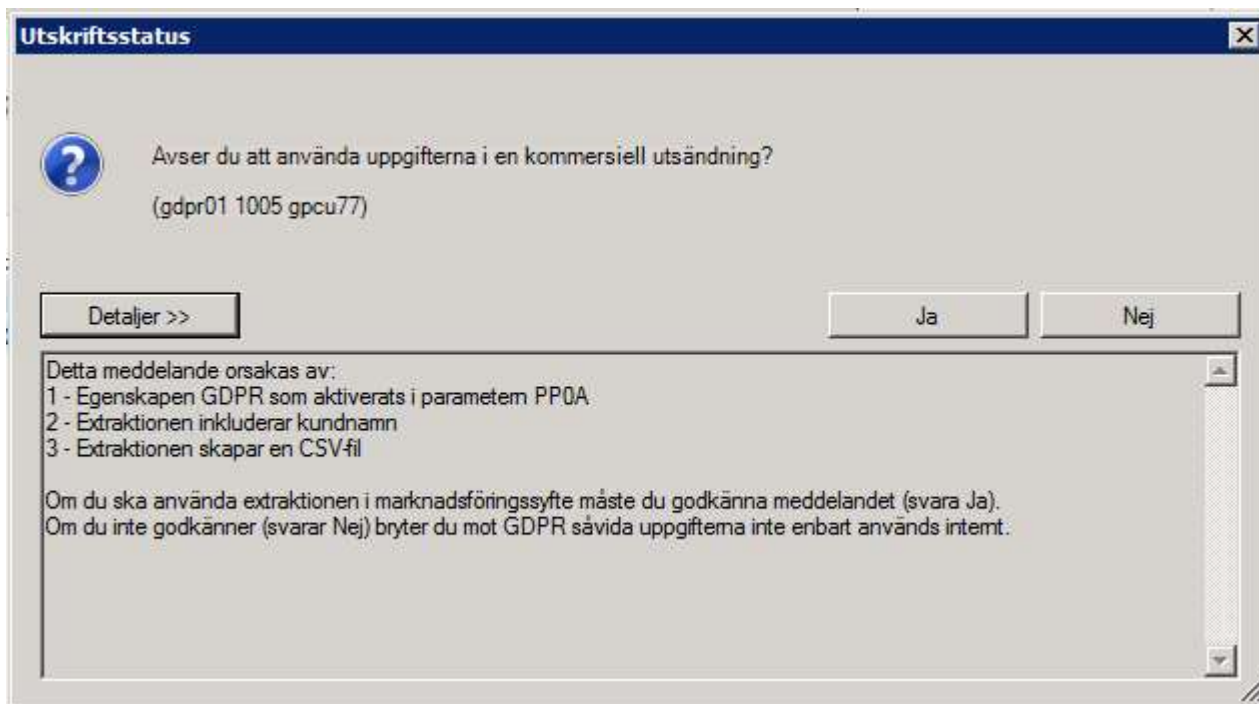 Utskriftsstatus
Avser du att använda uppgifterna i en kommersiell utsändning?
(gdpr01 1005 gpcu77)
Detaljer >>
Ja
Nej
Detta meddelande orsakas av:
1 - Egenskapen GDPR som aktiverats i parametern PP0A
2 - Extraktionen inkluderar kundnamn
3 - Extraktionen skapar en CSV-fil
Om du ska använda extraktionen i marknadsföringssyfte måste du godkänna meddelandet (svara Ja).
Om du inte godkänner (svarar Nej) bryter du mot GDPR såvida uppgifterna inte enbart används internt.